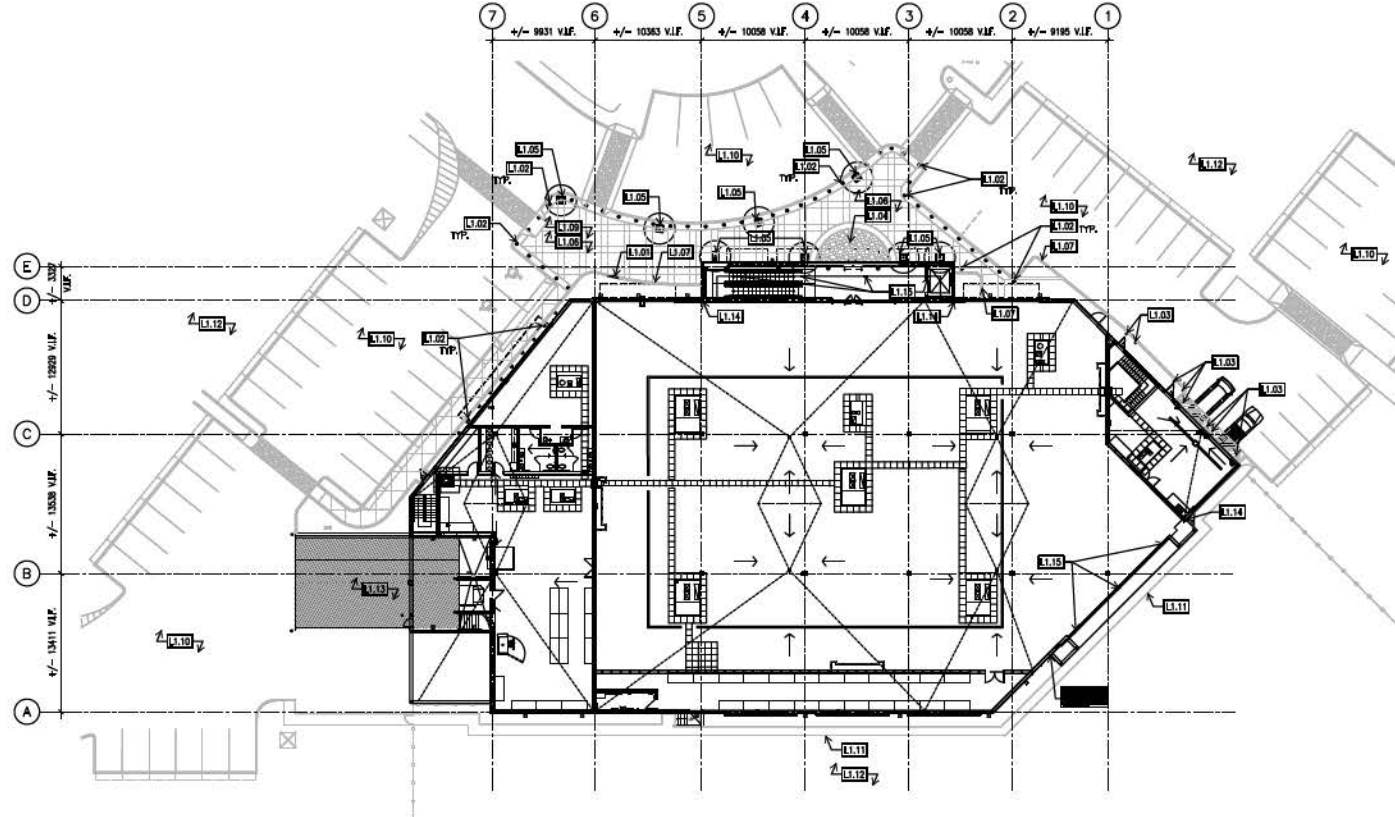 7 6 5 4 3 2 1
+/- 9931 V.I.F. +/- 10363 V.I.F. +/- 10058 V.I.F. +/- 10058 V.I.F. +/- 10058 V.I.F. +/- 9195 V.I.F.
L1.05 L1.10 L1.05 L1.12
L1.02 L1.02 L1.02
TYP. TYP. TYP.
L1.05 L1.05 L1.06 L1.10
L1.02 L1.09 L1.04 L1.02 TYP.
TYP. L1.06 L1.05 L1.05 L1.07 L1.10
E L1.01 L1.07
+/- 3327 V.I.F.
L1.15
D
L1.14 L1.14 L1.07 L1.03
L1.12 L1.10 L1.02
TYP.
L1.03
L1.03
+/- 12929 V.I.F.
C
+/- 13538 V.I.F.
L1.14
L1.15
B
L1.13 L1.11
L1.10
+/- 13411 V.I.F.
A
L1.11
L1.12